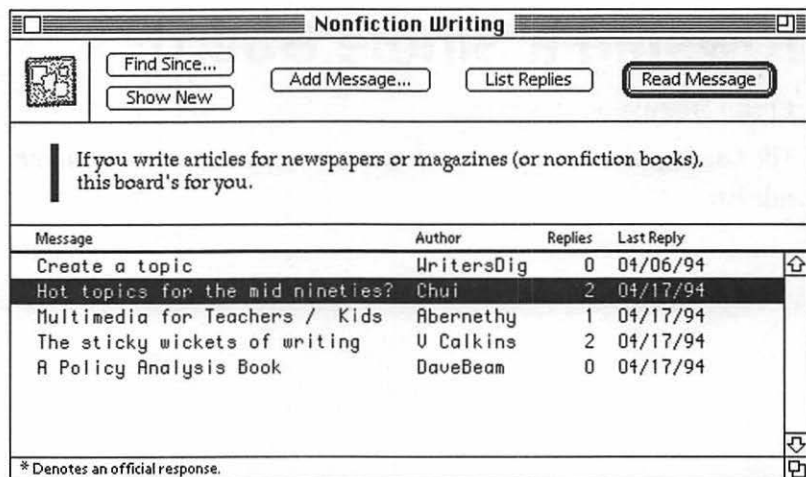 Nonfiction Writing
Find Since...
Show New
Add Message...
List Replies
Read Message
If you write articles for newspapers or magazines (or nonfiction books),
this board's for you.
Message Author Replies Last Reply
Create a topic WritersDig 0 04/06/94
Hot topics for the mid nineties? Chui 2 04/17/94
Multimedia for Teachers / Kids Abernethy 1 04/17/94
The sticky wickets of writing V Calkins 2 04/17/94
A Policy Analysis Book DaveBeam 0 04/17/94
* Denotes an official response.